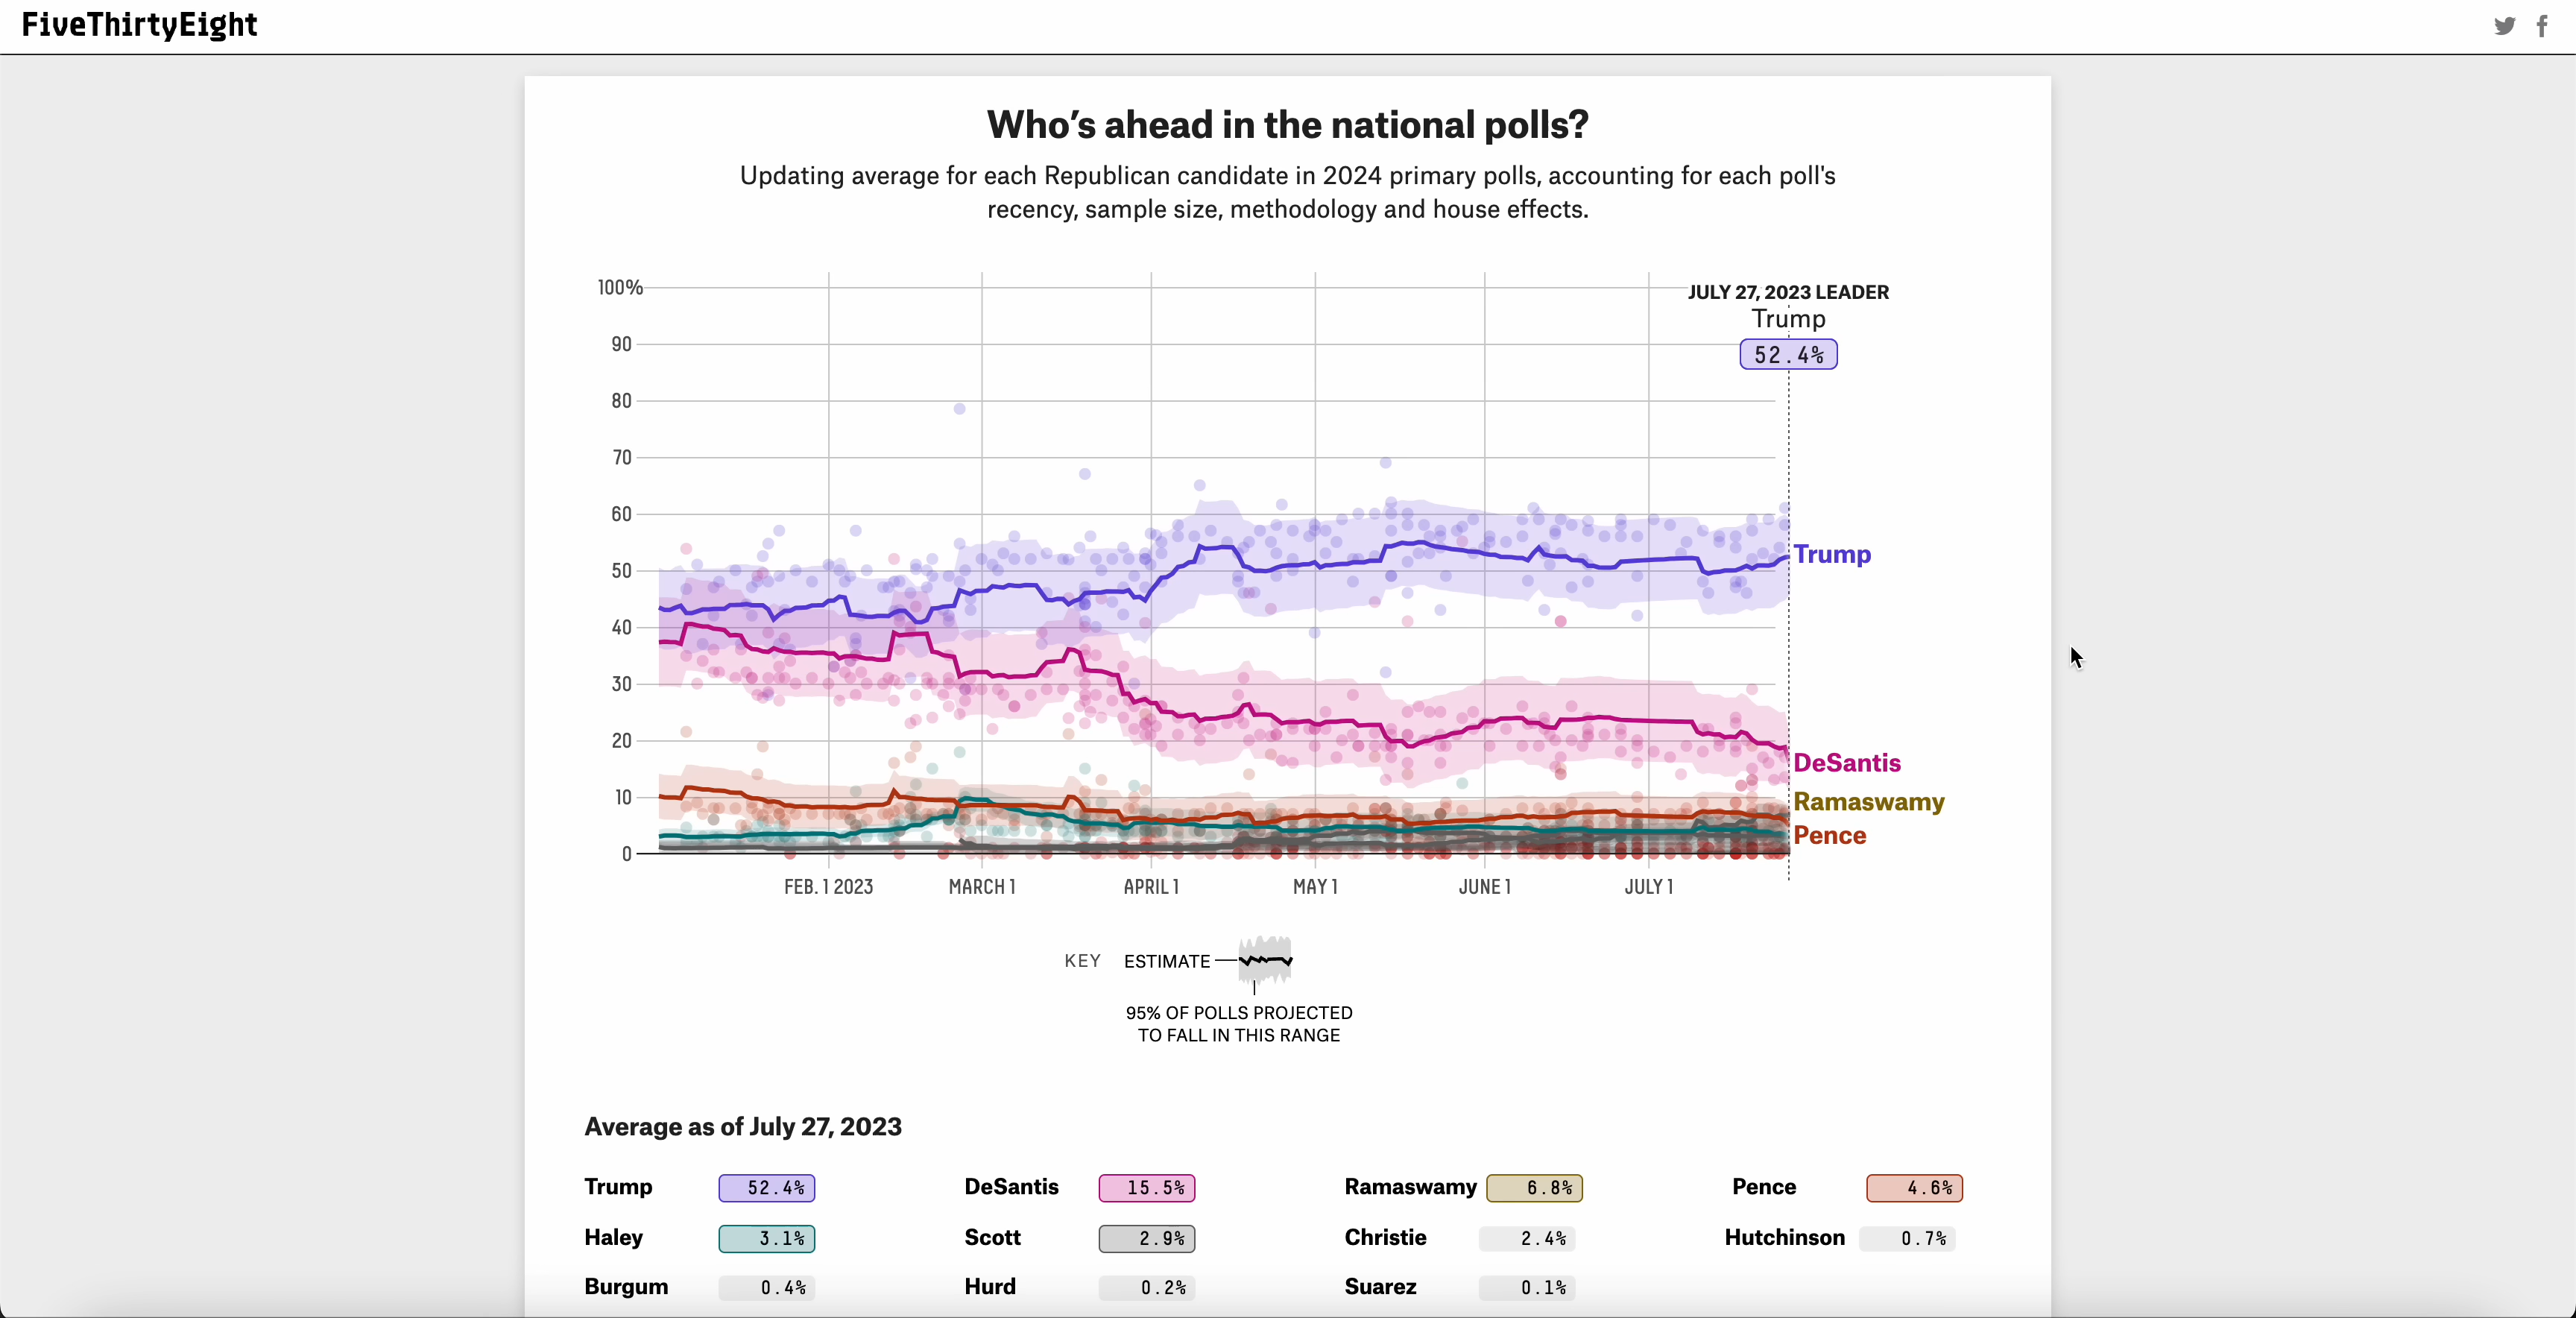 FiveThirtyEight
Who’s ahead in the national polls?
Updating average for each Republican candidate in 2024 primary polls, accounting for each poll's
recency, sample size, methodology and house effects.
JULY 27, 2023 LEADER
Trump
52.4%
100%
90
80
70
60
50
40
30
20
10
0
Trump
DeSantis
Ramaswamy
Pence
FEB. 1 2023
MARCH 1
APRIL 1
MAY 1
JUNE 1
JULY 1
KEY
ESTIMATE
95% OF POLLS PROJECTED
TO FALL IN THIS RANGE
Average as of July 27, 2023
Trump 52.4% DeSantis 15.5% Ramaswamy 6.8% Pence 4.6%
Haley 3.1% Scott 2.9% Christie 2.4% Hutchinson 0.7%
Burgum 0.4% Hurd 0.2% Suarez 0.1%